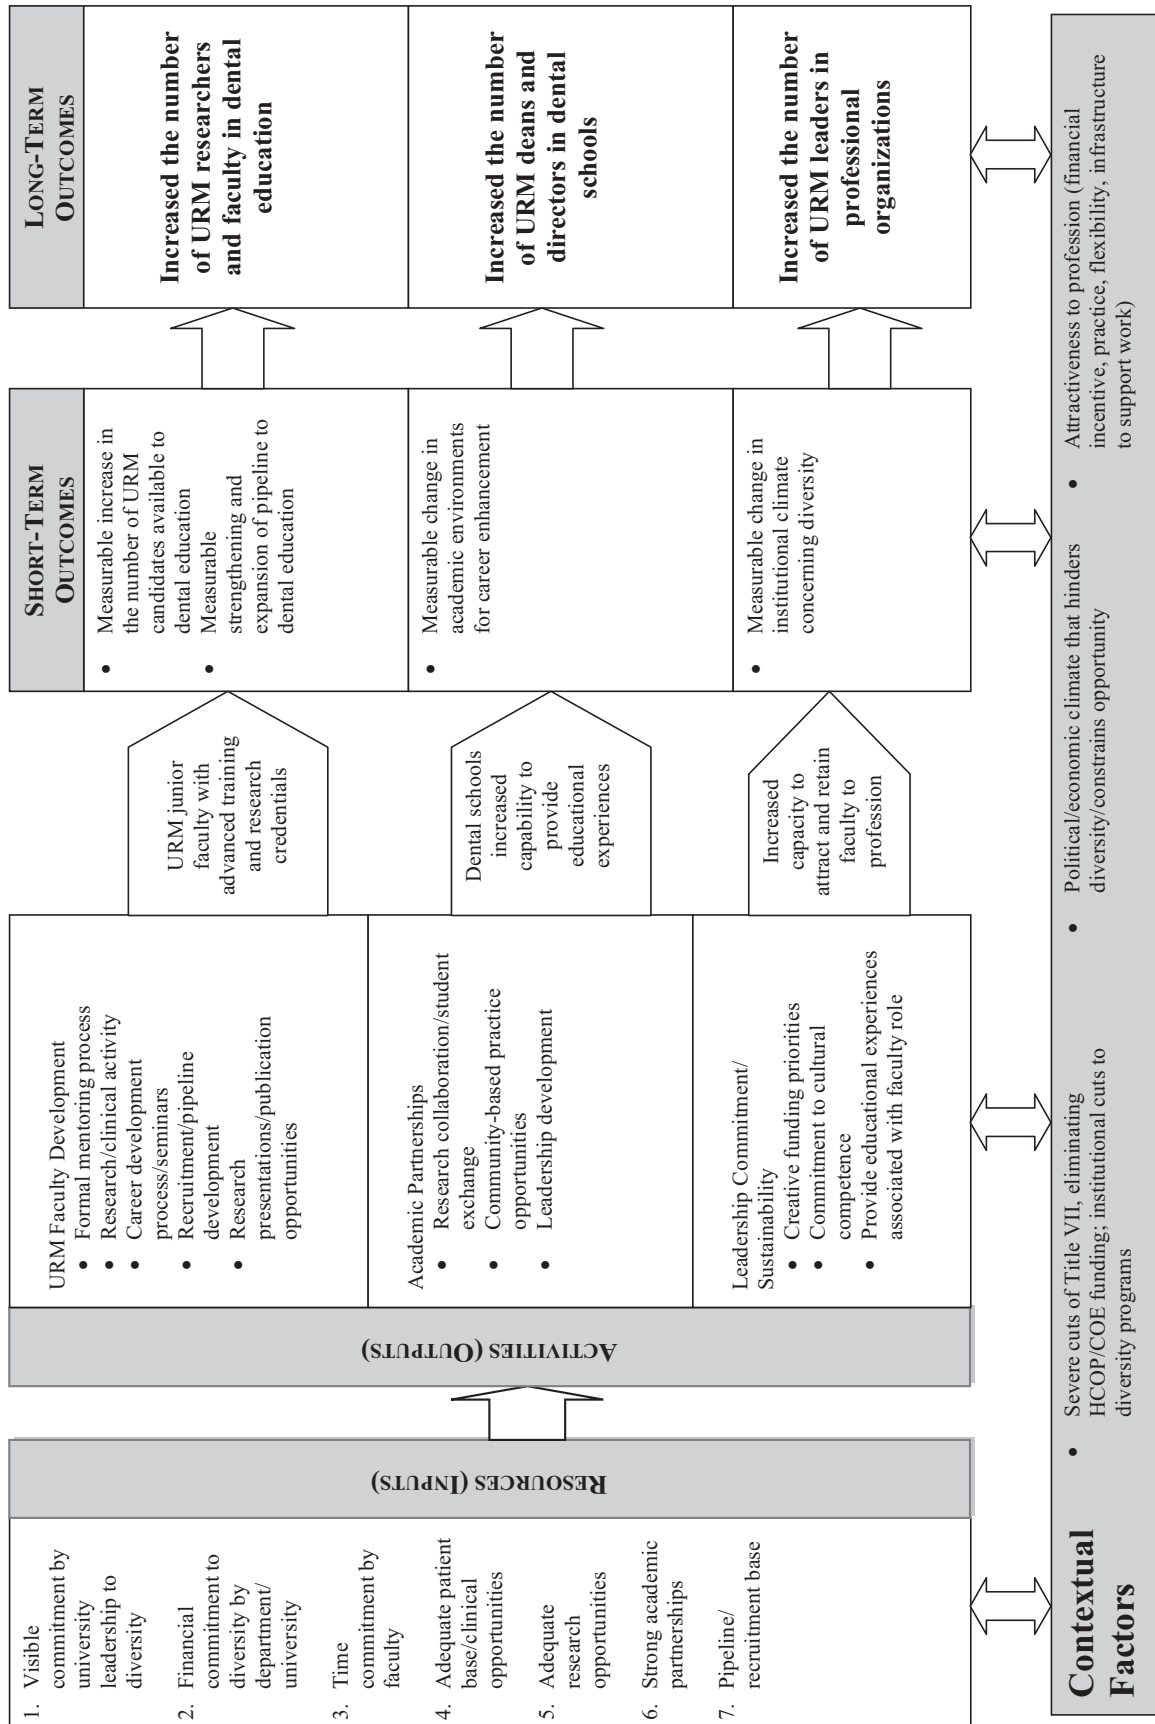 1. Visible
commitment by
university
leadership to
diversity
2. Financial
commitment to
diversity by
department/
university
3. Time
commitment by
faculty
4. Adequate patient
base/clinical
opportunities
5. Adequate
research
opportunities
6. Strong academic
partnerships
7. Pipeline/
recruitment base
RESOURCES (INPUTS)
ACTIVITIES (OUTPUTS)
URM Faculty Development
• Formal mentoring process
• Research/clinical activity
• Career development
process/seminars
• Recruitment/pipeline
development
• Research
presentations/publication
opportunities
Academic Partnerships
• Research collaboration/student
exchange
• Community-based practice
opportunities
• Leadership development
Leadership Commitment/
Sustainability
• Creative funding priorities
• Commitment to cultural
competence
• Provide educational experiences
associated with faculty role
URM junior
faculty with
advanced training
and research
credentials
Dental schools
increased
capability to
provide
educational
experiences
Increased
capacity to
attract and retain
faculty to
profession
SHORT-TERM
OUTCOMES
• Measurable increase in
the number of URM
candidates available to
dental education
• Measurable
strengthening and
expansion of pipeline to
dental education
• Measurable change in
academic environments
for career enhancement
• Measurable change in
institutional climate
concerning diversity
LONG-TERM
OUTCOMES
Increased the number
of URM researchers
and faculty in dental
education
Increased the number
of URM deans and
directors in dental
schools
Increased the number
of URM leaders in
professional
organizations
Contextual
Factors
• Severe cuts of Title VII, eliminating
HCOP/COE funding; institutional cuts to
diversity programs
• Political/economic climate that hinders
diversity/constrains opportunity
• Attractiveness to profession (financial
incentive, practice, flexibility, infrastructure
to support work)